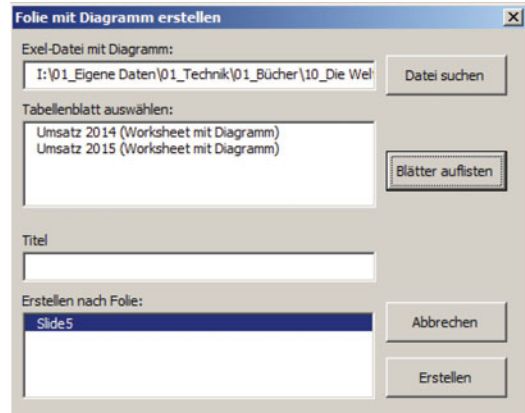 Folie mit Diagramm erstellen
Exel-Datei mit Diagramm:
I:\01_Eigene Daten\01_Technik\01_Bücher\10_Die Wel
Datei suchen
Tabellenblatt auswählen:
Umsatz 2014 (Worksheet mit Diagramm)
Umsatz 2015 (Worksheet mit Diagramm)
Blätter auflisten
Titel
Erstellen nach Folie:
Slide5
Abbrechen
Erstellen